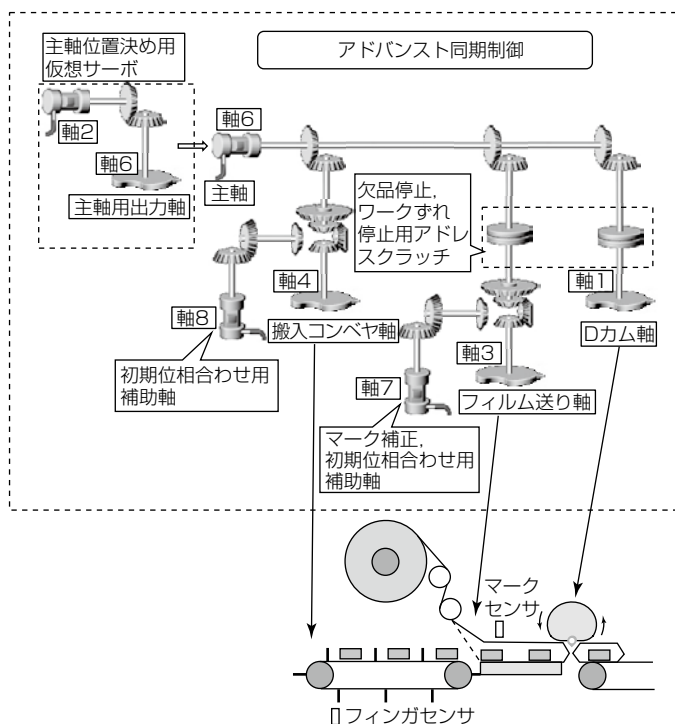 主軸位置決め用
仮想サーボ
アドバンスト同期制御
軸2
軸6
主軸用出力軸
軸6
主軸
欠品停止,
ワークずれ
停止用アドレ
スクラッチ
軸4
軸1
軸8
搬入コンベヤ軸
Dカム軸
初期位相合わせ用
補助軸
軸3
軸7
フィルム送り軸
マーク補正,
初期位相合わせ用
補助軸
マーク
センサ
フィンガセンサ